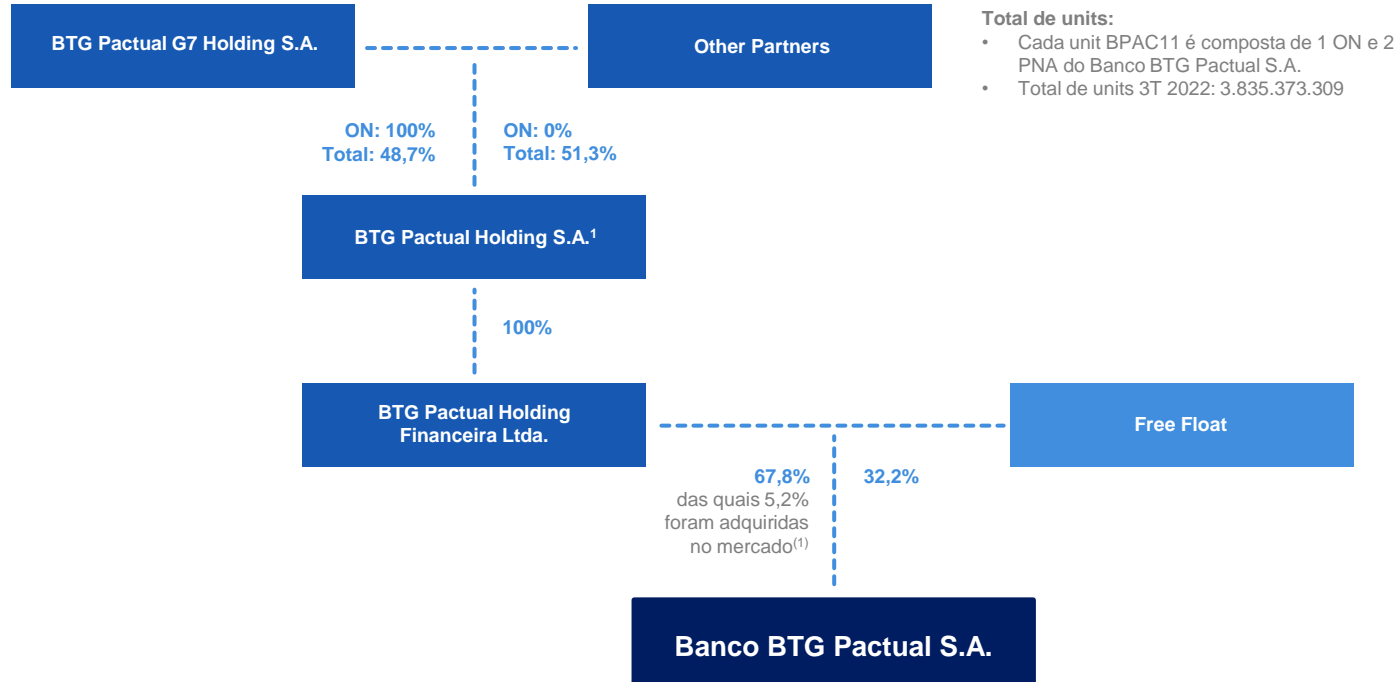 BTG Pactual G7 Holding S.A.
Other Partners
Total de units:
• Cada unit BPAC11 é composta de 1 ON e 2
PNA do Banco BTG Pactual S.A.
• Total de units 3T 2022: 3.835.373.309
ON: 100%
Total: 48,7%
ON: 0%
Total: 51,3%
BTG Pactual Holding S.A.¹
100%
BTG Pactual Holding
Financeira Ltda.
Free Float
67,8%
das quais 5,2%
foram adquiridas
no mercado⁽¹⁾
32,2%
Banco BTG Pactual S.A.